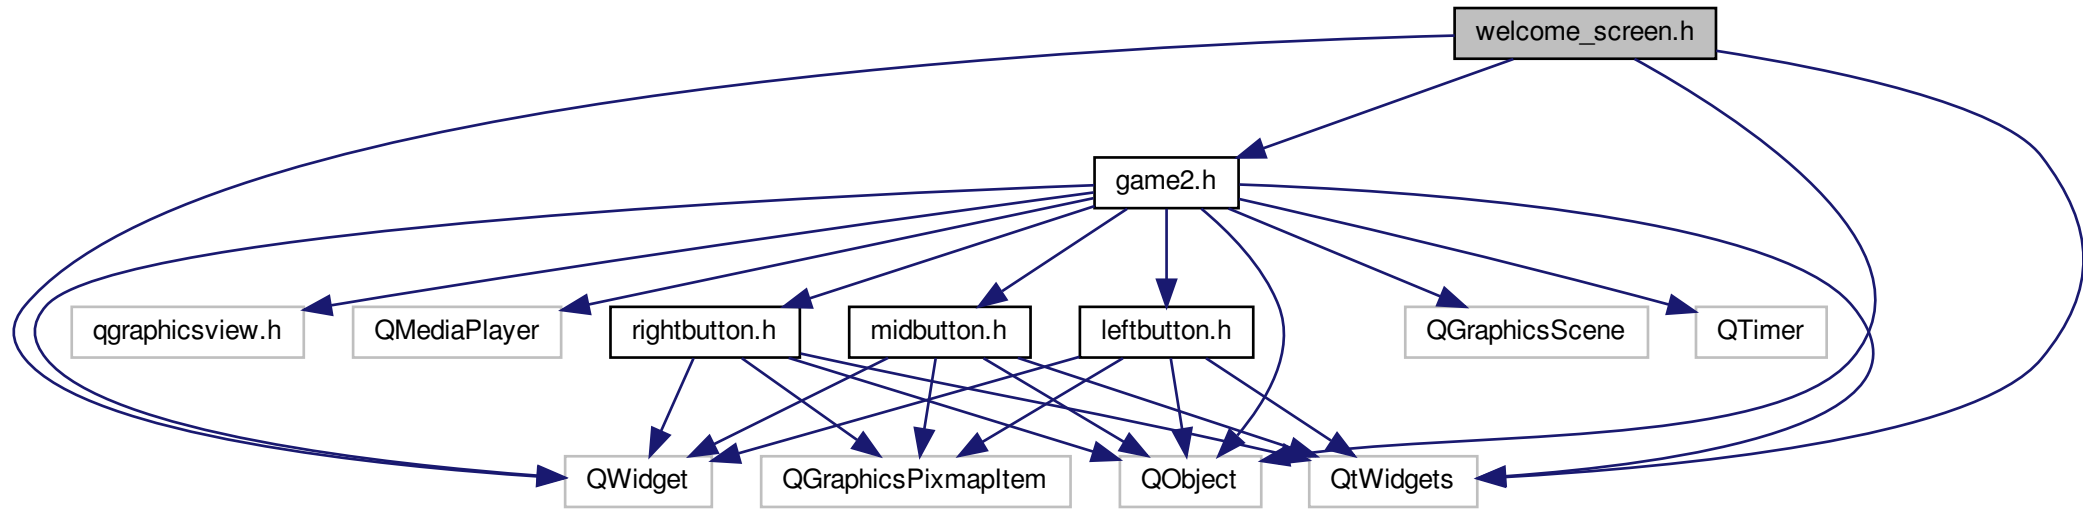 welcome_screen.h
game2.h
qgraphicsview.h
QMediaPlayer
rightbutton.h
midbutton.h
leftbutton.h
QGraphicsScene
QTimer
QWidget
QGraphicsPixmapItem
QObject
QtWidgets